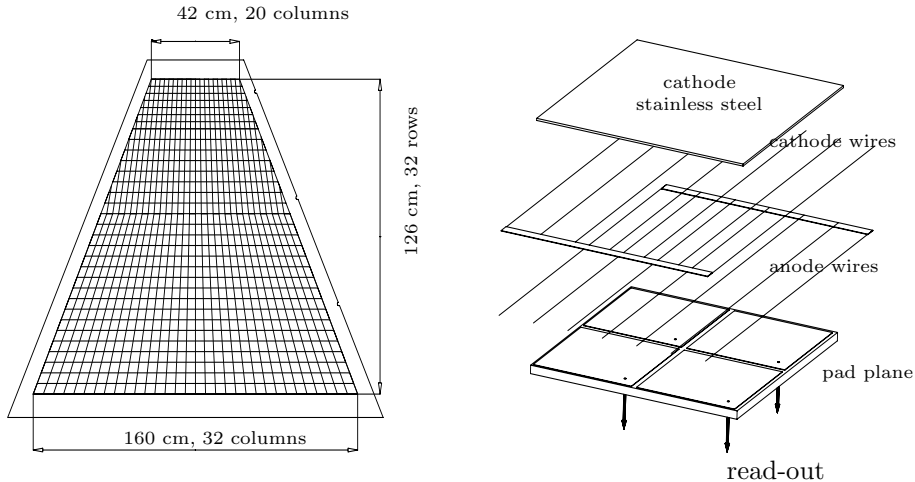 42 cm, 20 columns
126 cm, 32 rows
160 cm, 32 columns
cathode
stainless steel
cathode wires
anode wires
pad plane
read-out